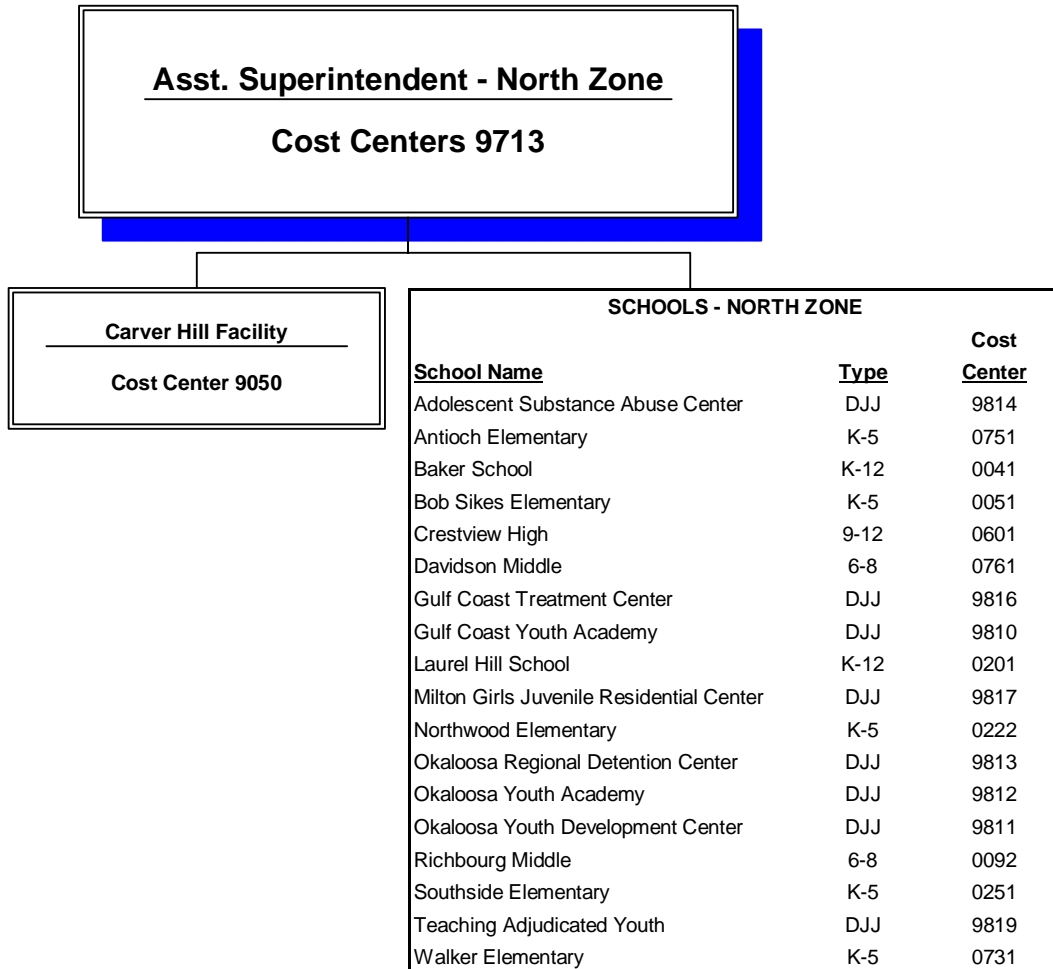 Asst. Superintendent - North Zone
Cost Centers 9713
Carver Hill Facility
Cost Center 9050
SCHOOLS - NORTH ZONE
Cost
School Name Type Center
Adolescent Substance Abuse Center DJJ 9814
Antioch Elementary K-5 0751
Baker School K-12 0041
Bob Sikes Elementary K-5 0051
Crestview High 9-12 0601
Davidson Middle 6-8 0761
Gulf Coast Treatment Center DJJ 9816
Gulf Coast Youth Academy DJJ 9810
Laurel Hill School K-12 0201
Milton Girls Juvenile Residential Center DJJ 9817
Northwood Elementary K-5 0222
Okaloosa Regional Detention Center DJJ 9813
Okaloosa Youth Academy DJJ 9812
Okaloosa Youth Development Center DJJ 9811
Richbourg Middle 6-8 0092
Southside Elementary K-5 0251
Teaching Adjudicated Youth DJJ 9819
Walker Elementary K-5 0731